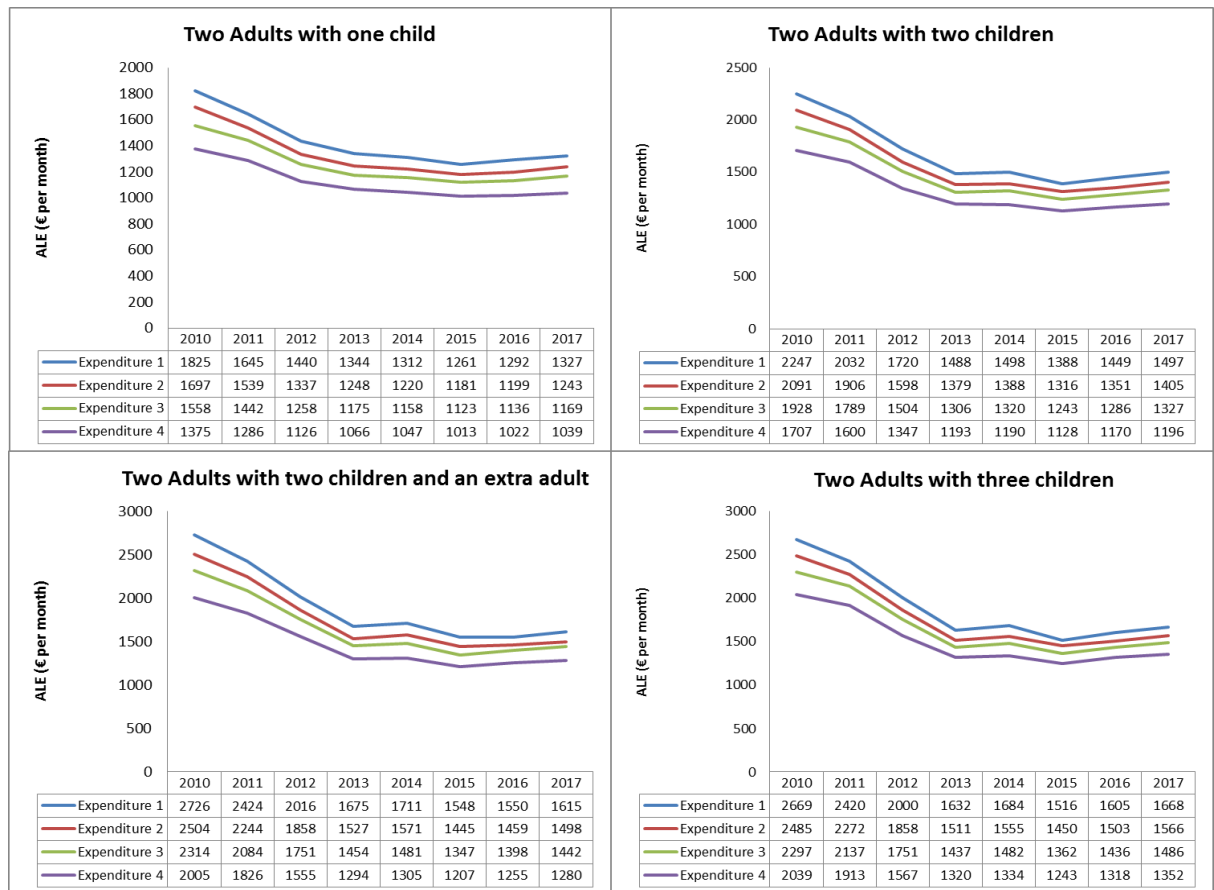 Two Adults with one child
ALE (€ per month)
2000
1800
1600
1400
1200
1000
800
600
400
200
0
2010 2011 2012 2013 2014 2015 2016 2017
Expenditure 1 1825 1645 1440 1344 1312 1261 1292 1327
Expenditure 2 1697 1539 1337 1248 1220 1181 1199 1243
Expenditure 3 1558 1442 1258 1175 1158 1123 1136 1169
Expenditure 4 1375 1286 1126 1066 1047 1013 1022 1039
Two Adults with two children
ALE (€ per month)
2500
2000
1500
1000
500
0
2010 2011 2012 2013 2014 2015 2016 2017
Expenditure 1 2247 2032 1720 1488 1498 1388 1449 1497
Expenditure 2 2091 1906 1598 1379 1388 1316 1351 1405
Expenditure 3 1928 1789 1504 1306 1320 1243 1286 1327
Expenditure 4 1707 1600 1347 1193 1190 1128 1170 1196
Two Adults with two children and an extra adult
ALE (€ per month)
3000
2500
2000
1500
1000
500
0
2010 2011 2012 2013 2014 2015 2016 2017
Expenditure 1 2726 2424 2016 1675 1711 1548 1550 1615
Expenditure 2 2504 2244 1858 1527 1571 1445 1459 1498
Expenditure 3 2314 2084 1751 1454 1481 1347 1398 1442
Expenditure 4 2005 1826 1555 1294 1305 1207 1255 1280
Two Adults with three children
ALE (€ per month)
3000
2500
2000
1500
1000
500
0
2010 2011 2012 2013 2014 2015 2016 2017
Expenditure 1 2669 2420 2000 1632 1684 1516 1605 1668
Expenditure 2 2485 2272 1858 1511 1555 1450 1503 1566
Expenditure 3 2297 2137 1751 1437 1482 1362 1436 1486
Expenditure 4 2039 1913 1567 1320 1334 1243 1318 1352